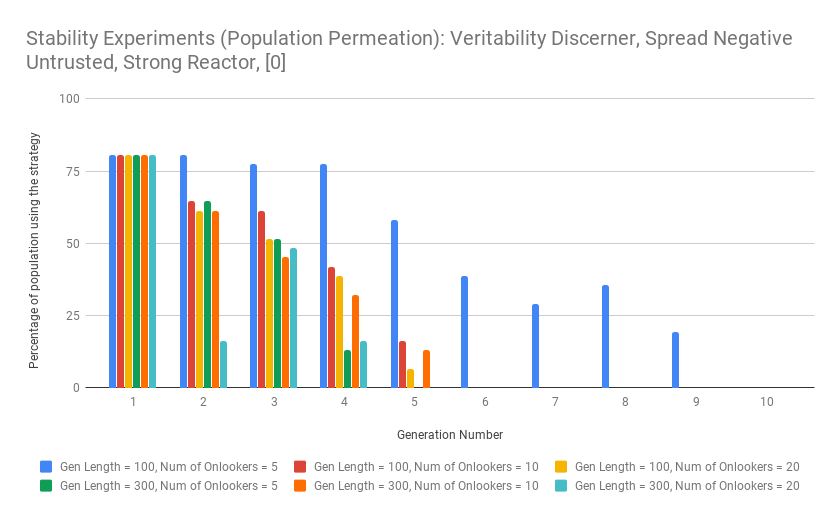 Stability Experiments (Population Permeation): Veritability Discerner, Spread Negative
Untrusted, Strong Reactor, [0]
100
75
50
25
0
Percentage of population using the strategy
1 2 3 4 5 6 7 8 9 10
Generation Number
Gen Length = 100, Num of Onlookers = 5 Gen Length = 100, Num of Onlookers = 10 Gen Length = 100, Num of Onlookers = 20
Gen Length = 300, Num of Onlookers = 5 Gen Length = 300, Num of Onlookers = 10 Gen Length = 300, Num of Onlookers = 20